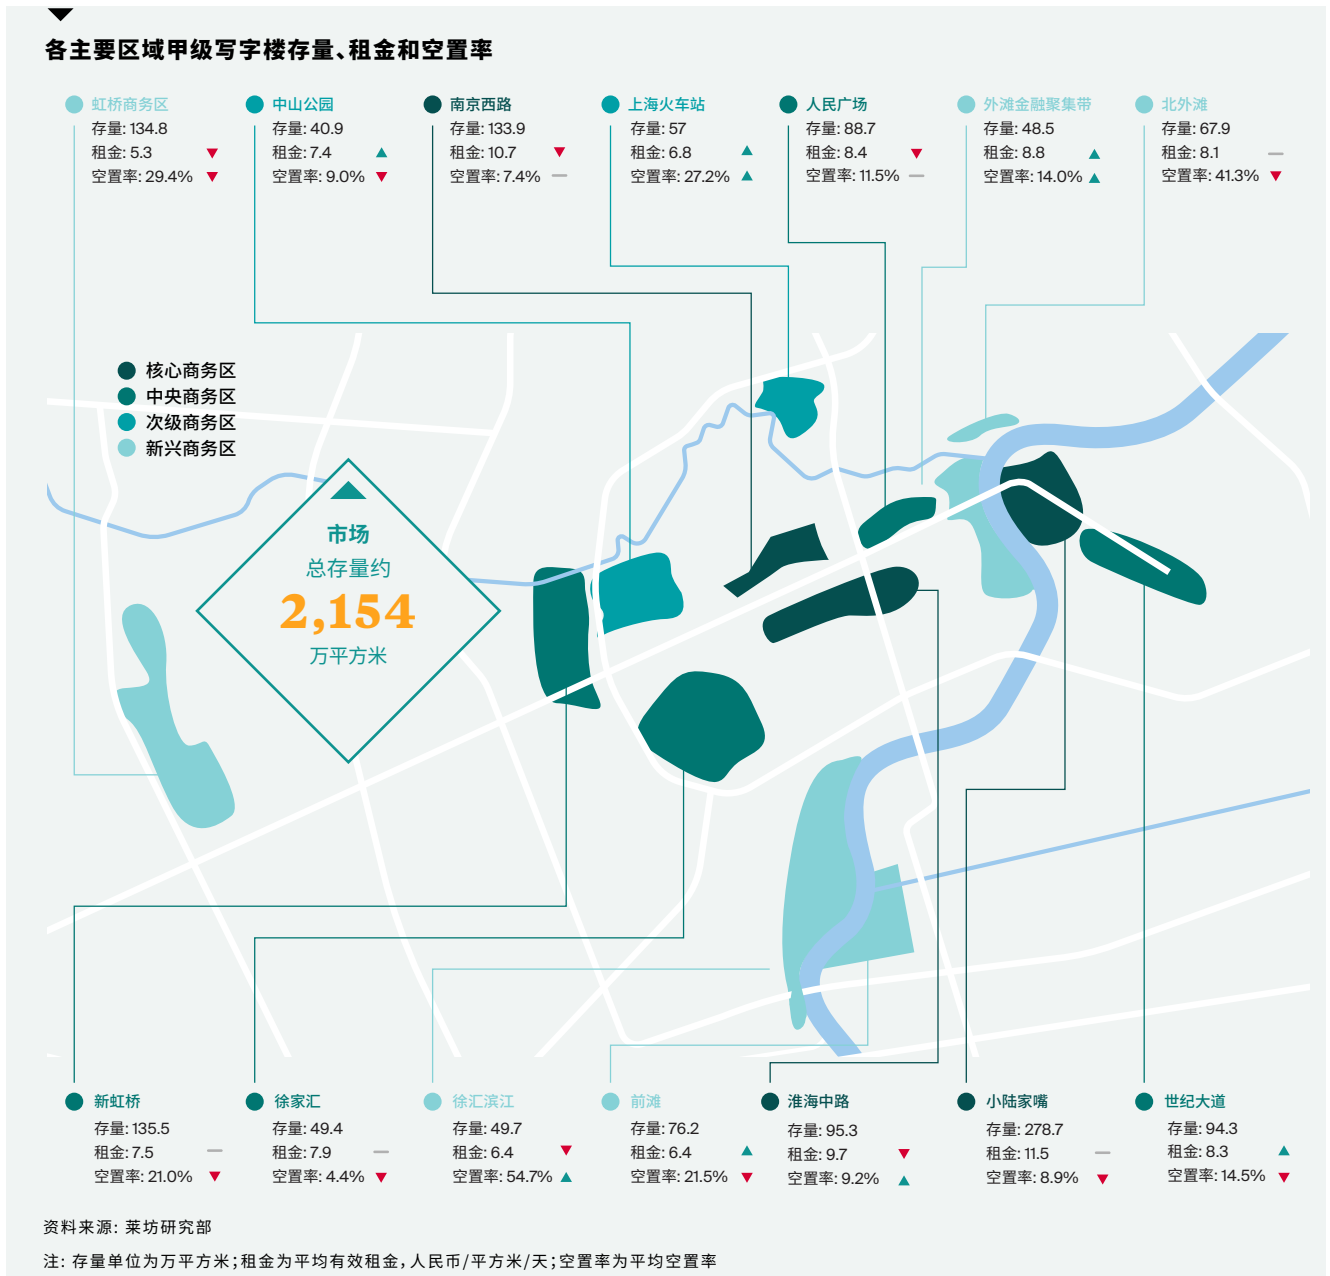 各主要区域甲级写字楼存量、租金和空置率
虹桥商务区
存量: 134.8
租金: 5.3
空置率: 29.4%
中山公园
存量: 40.9
租金: 7.4
空置率: 9.0%
南京西路
存量: 133.9
租金: 10.7
空置率: 7.4%
上海火车站
存量: 57
租金: 6.8
空置率: 27.2%
人民广场
存量: 88.7
租金: 8.4
空置率: 11.5%
外滩金融聚集带
存量: 48.5
租金: 8.8
空置率: 14.0%
北外滩
存量: 67.9
租金: 8.1
空置率: 41.3%
核心商务区
中央商务区
次级商务区
新兴商务区
市场
总存量约
2,154
万平方米
新虹桥
存量: 135.5
租金: 7.5
空置率: 21.0%
徐家汇
存量: 49.4
租金: 7.9
空置率: 4.4%
徐汇滨江
存量: 49.7
租金: 6.4
空置率: 54.7%
前滩
存量: 76.2
租金: 6.4
空置率: 21.5%
淮海中路
存量: 95.3
租金: 9.7
空置率: 9.2%
小陆家嘴
存量: 278.7
租金: 11.5
空置率: 8.9%
世纪大道
存量: 94.3
租金: 8.3
空置率: 14.5%
资料来源: 莱坊研究部
注: 存量单位为万平方米；租金为平均有效租金，人民币/平方米/天；空置率为平均空置率